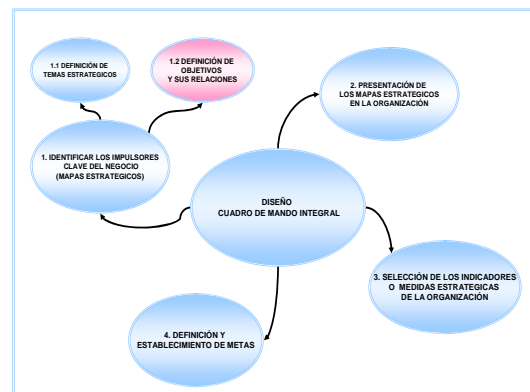 1.1 DEFINICIÓN DE
TEMAS ESTRATEGICOS
1.2 DEFINICIÓN DE
OBJETIVOS
Y SUS RELACIONES
2. PRESENTACIÓN DE
LOS MAPAS ESTRATEGICOS
EN LA ORGANIZACIÓN
1. IDENTIFICAR LOS IMPULSORES
CLAVE DEL NEGOCIO
(MAPAS ESTRATEGICOS)
DISEÑO
CUADRO DE MANDO INTEGRAL
3. SELECCIÓN DE LOS INDICADORES
O MEDIDAS ESTRATEGICAS
DE LA ORGANIZACIÓN
4. DEFINICIÓN Y
ESTABLECIMIENTO DE METAS